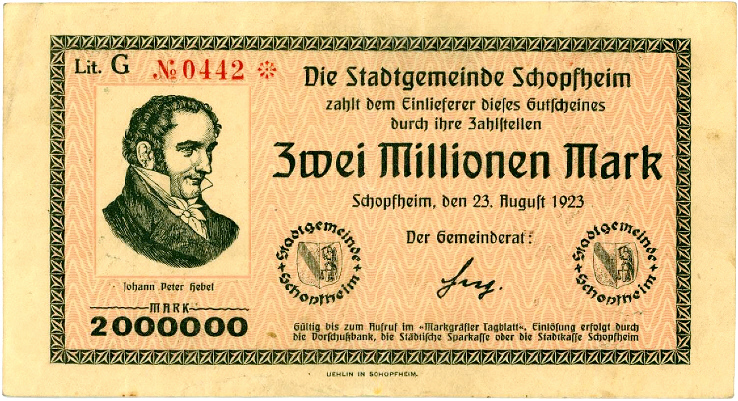 Lit. G № 0442 *
Die Stadtgemeinde Schopfheim
zahlt dem Einlieferer dieses Gutscheines
durch ihre Zahlstellen
Zwei Millionen Mark
Schopfheim, den 23. August 1923
Der Gemeinderat:
Stadtgemeinde
Schopfheim
Stadtgemeinde
Schopfheim
Johann Peter Hebel
MARK
2000000
Gültig bis zum Aufruf im «Markgräfler Tagblatt». Einlösung erfolgt durch
die Vorschußbank, die Städtische Sparkasse oder die Stadtkasse Schopfheim
UEHLIN IN SCHOPFHEIM.